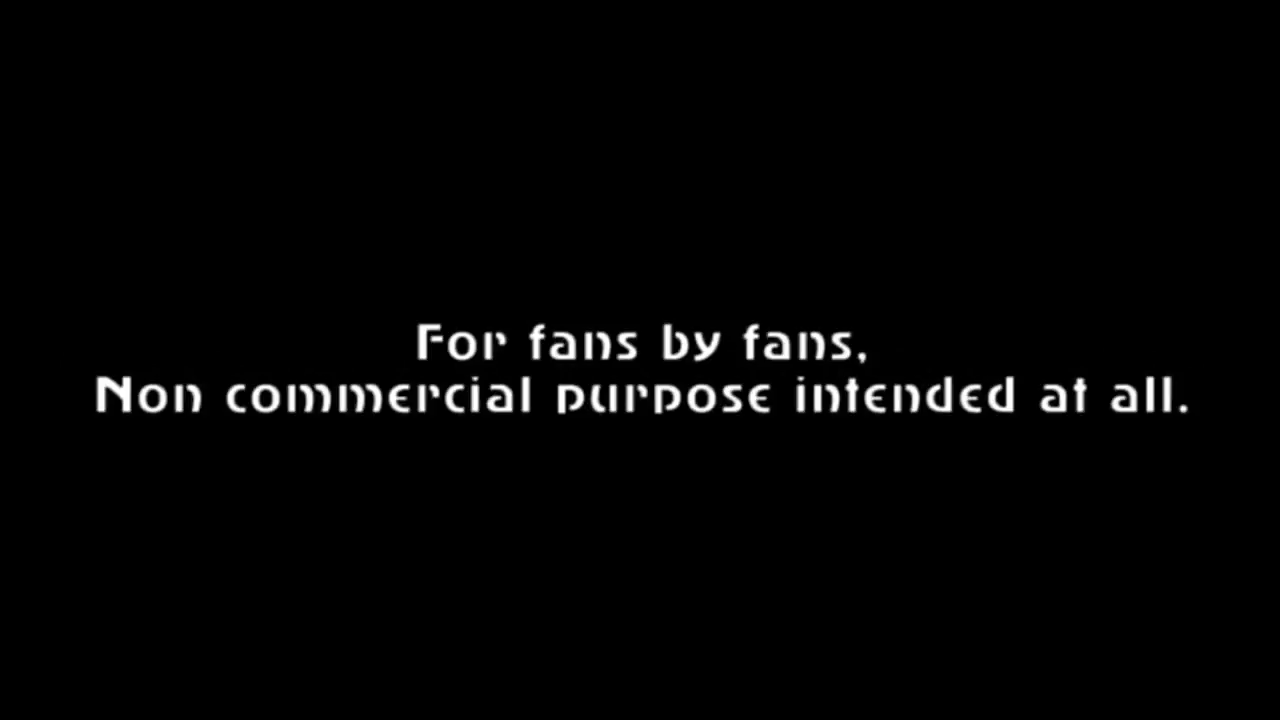 For fans by fans,
Non commercial purpose intended at all.